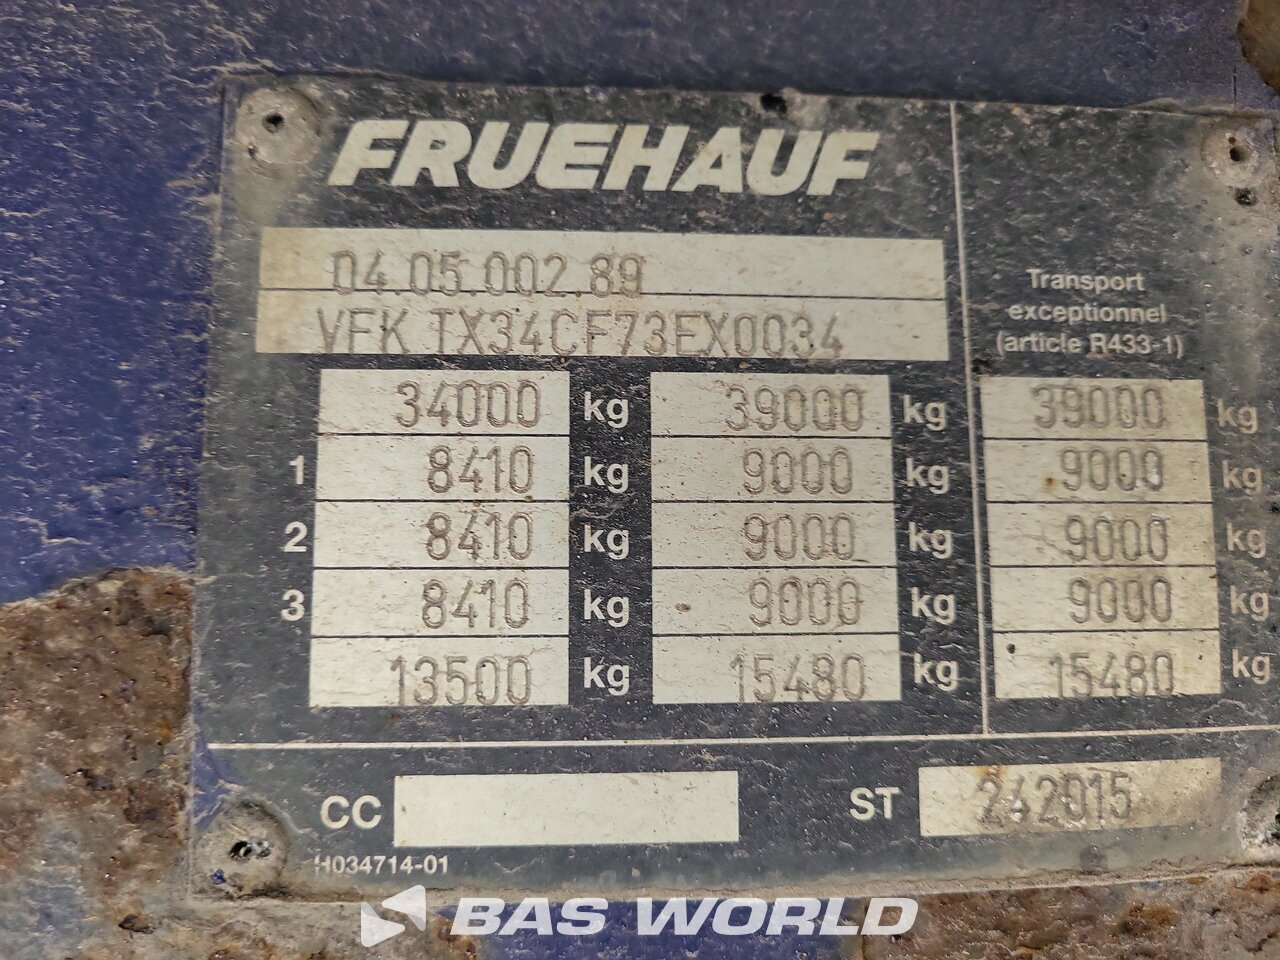 FRUEHAUF
04.05.002.89
VFK TX34CF73EX0034
Transport
exceptionnel
(article R433-1)
34000 kg 39000 kg 39000 kg
1 8410 kg 9000 kg 9000 kg
2 8410 kg 9000 kg 9000 kg
3 8410 kg 9000 kg 9000 kg
13500 kg 15480 kg 15480 kg
CC ST 242015
H034714-01
BAS WORLD